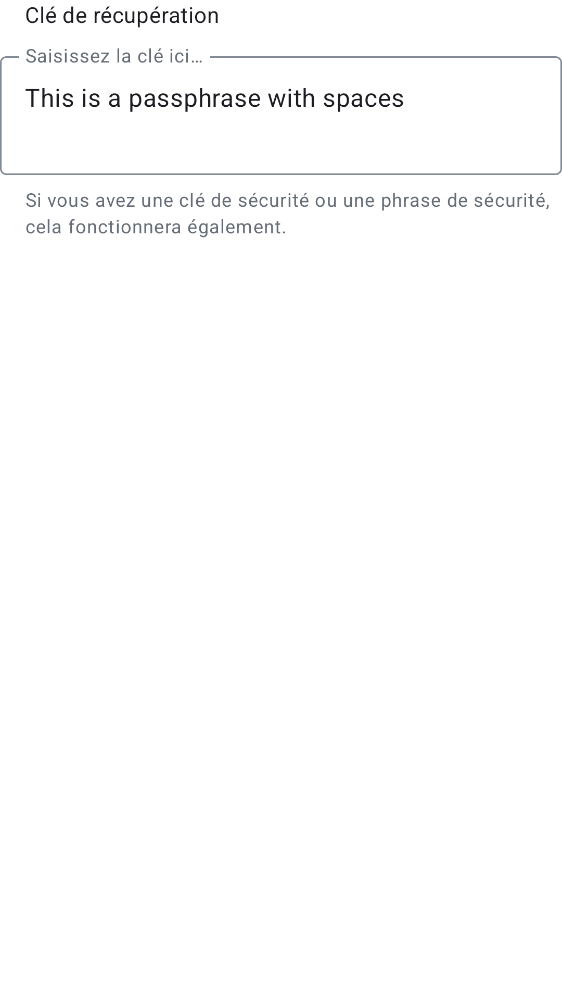 Clé de récupération
Saisissez la clé ici…
This is a passphrase with spaces
Si vous avez une clé de sécurité ou une phrase de sécurité,
cela fonctionnera également.